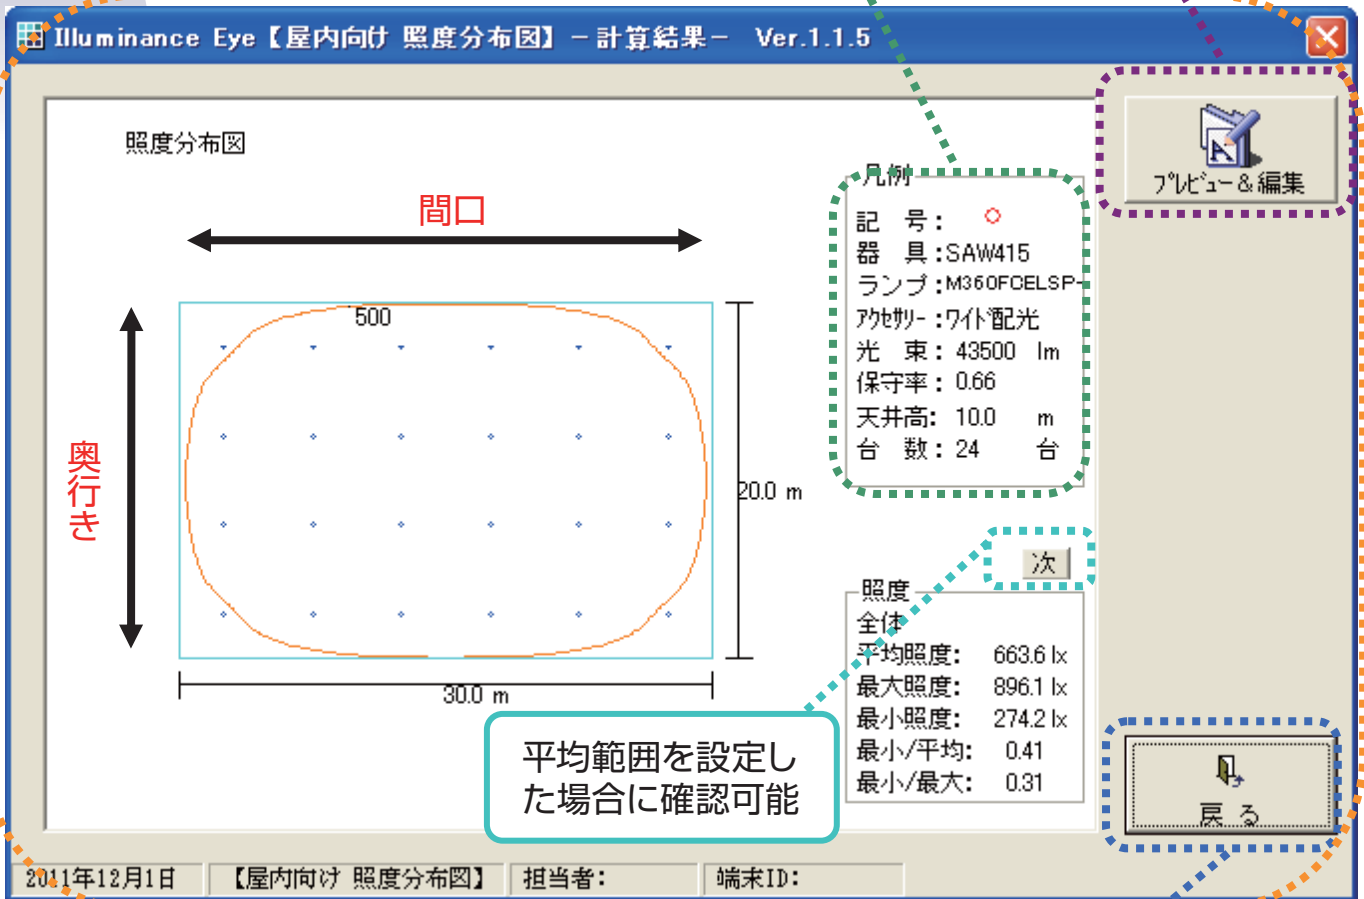 Illuminance Eye【屋内向け 照度分布図】－計算結果－ Ver.1.1.5
照度分布図
間口
奥行き
500
20.0 m
30.0 m
凡例
記 号：
器 具：SAW415
ランプ：M360FCELSP-
アクセサリー：ワイド配光
光 束：43500 lm
保守率：0.66
天井高：10.0 m
台 数：24 台
次
照度
全体
平均照度： 663.6 lx
最大照度： 896.1 lx
最小照度： 274.2 lx
最小/平均： 0.41
最小/最大： 0.31
平均範囲を設定し
た場合に確認可能
プレビュー＆編集
戻 る
2011年12月1日
【屋内向け 照度分布図】
担当者：
端末ID：